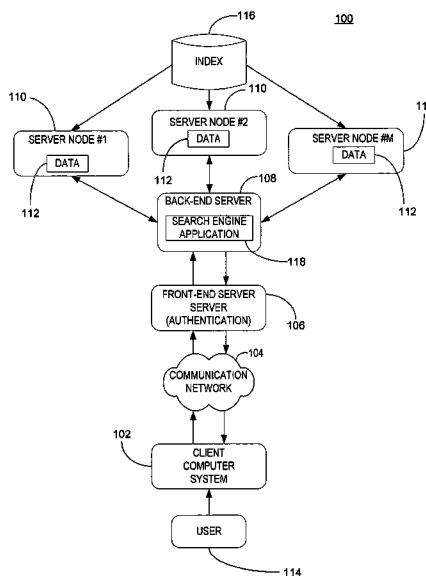 116
100
INDEX
110
110
11
SERVER NODE #1
SERVER NODE #2
SERVER NODE #M
DATA
DATA
DATA
112
112
112
108
BACK-END SERVER
SEARCH ENGINE
APPLICATION
118
FRONT-END SERVER
SERVER
(AUTHENTICATION)
106
104
COMMUNICATION
NETWORK
102
CLIENT
COMPUTER
SYSTEM
USER
114